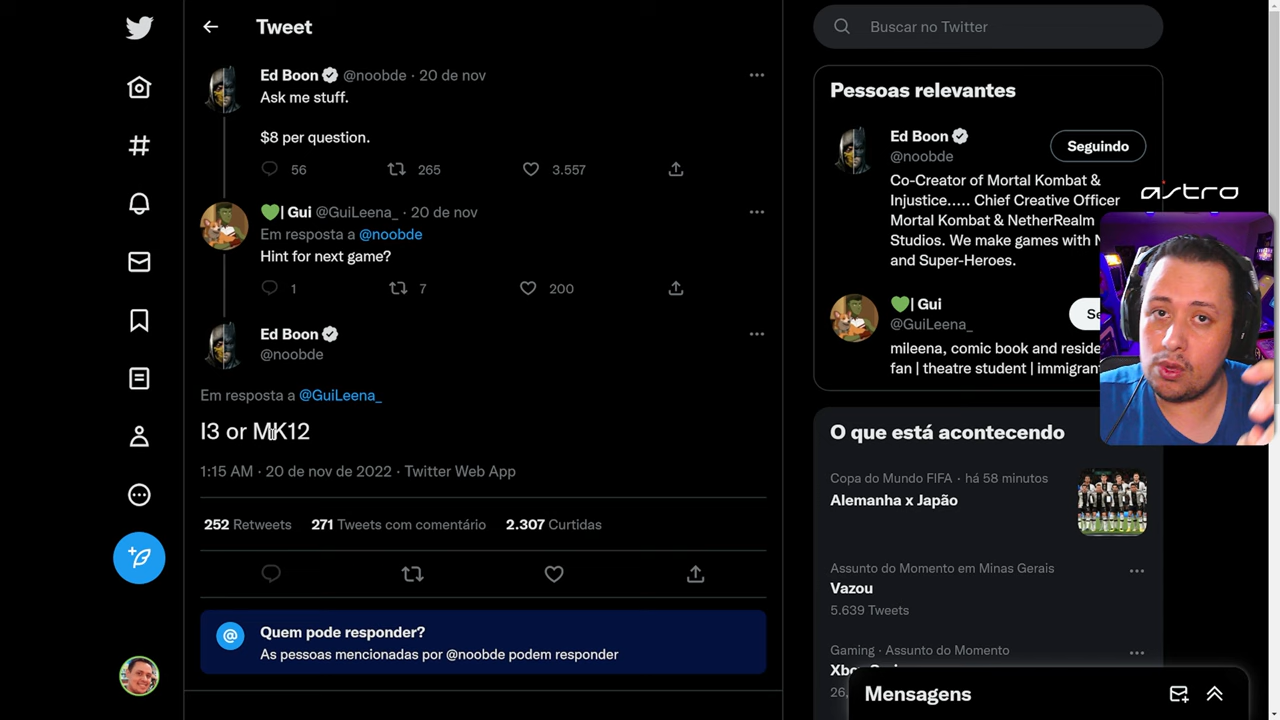 Tweet
Ed Boon @noobde · 20 de nov
Ask me stuff.
$8 per question.
56 265 3.557
| Gui @GuiLeena_ · 20 de nov
Em resposta a @noobde
Hint for next game?
1 7 200
Ed Boon
@noobde
Em resposta a @GuiLeena_
I3 or MK12
1:15 AM · 20 de nov de 2022 · Twitter Web App
252 Retweets 271 Tweets com comentário 2.307 Curtidas
Quem pode responder?
As pessoas mencionadas por @noobde podem responder
Buscar no Twitter
Pessoas relevantes
Ed Boon
@noobde
Seguindo
Co-Creator of Mortal Kombat &
Injustice..... Chief Creative Officer
Mortal Kombat & NetherRealm
Studios. We make games with
and Super-Heroes.
astro
| Gui
@GuiLeena_
mileena, comic book and
fan | theatre student |
O que está acontecendo
Copa do Mundo FIFA · há 58 minutos
Alemanha x Japão
Assunto do Momento em Minas Gerais
Vazou
5.639 Tweets
Gaming · Assunto do Momento
Mensagens